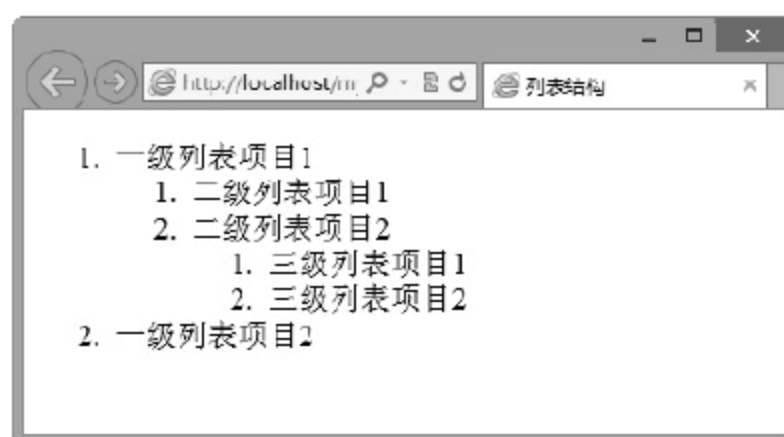 http://localhost/m
列表结构
1. 一级列表项目1
1. 二级列表项目1
2. 二级列表项目2
1. 三级列表项目1
2. 三级列表项目2
2. 一级列表项目2